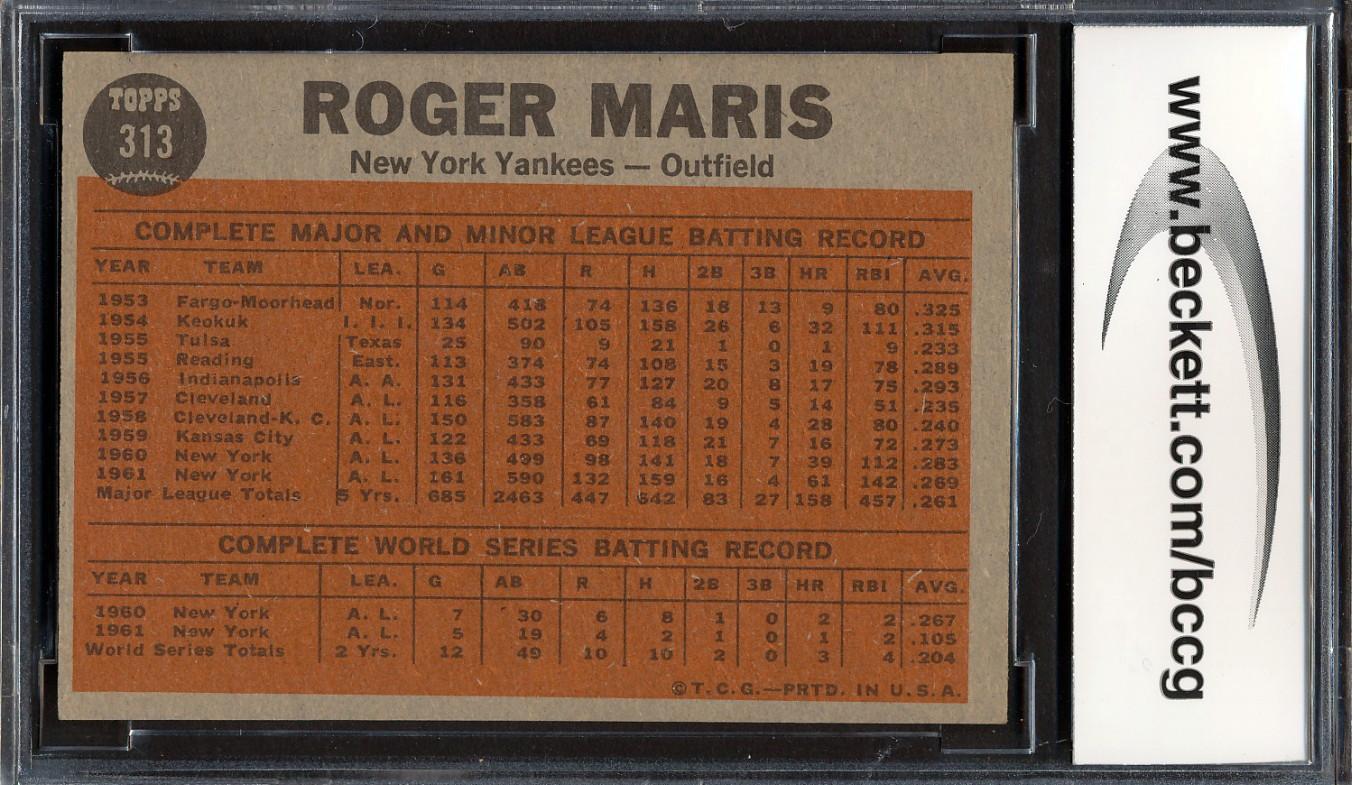 TOPPS
313
ROGER MARIS
New York Yankees — Outfield
COMPLETE MAJOR AND MINOR LEAGUE BATTING RECORD
YEAR TEAM LEA. G AB R H 2B 3B HR RBI AVG.
1953 Fargo-Moorhead Nor. 114 418 74 136 18 13 9 80 .325
1954 Keokuk I. I. I. 134 502 105 158 26 6 32 111 .315
1955 Tulsa Texas 25 90 9 21 1 0 1 9 .233
1955 Reading East. 113 374 74 108 15 3 19 78 .289
1956 Indianapolis A. A. 131 433 77 127 20 8 17 75 .293
1957 Cleveland A. L. 116 358 61 84 9 5 14 51 .235
1958 Cleveland-K. C. A. L. 150 583 87 140 19 4 28 80 .240
1959 Kansas City A. L. 122 433 69 118 21 7 16 72 .273
1960 New York A. L. 136 499 98 141 18 7 39 112 .283
1961 New York A. L. 161 590 132 159 16 4 61 142 .269
Major League Totals 5 Yrs. 685 2463 447 642 83 27 158 457 .261
COMPLETE WORLD SERIES BATTING RECORD
YEAR TEAM LEA. G AB R H 2B 3B HR RBI AVG.
1960 New York A. L. 7 30 6 8 1 0 2 2 .267
1961 New York A. L. 5 19 4 2 1 0 1 2 .105
World Series Totals 2 Yrs. 12 49 10 10 2 0 3 4 .204
©T.C.G.—PRTD. IN U.S.A.
www.beckett.com/bccg